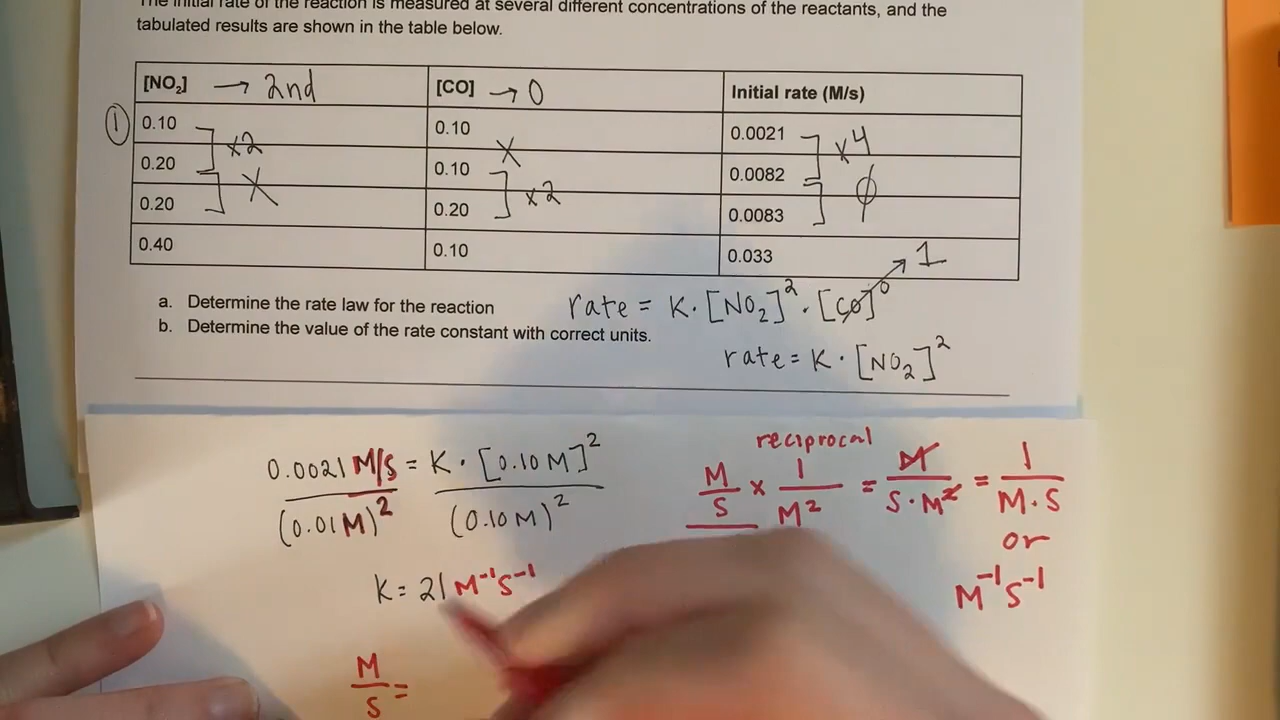 The initial rate of the reaction is measured at several different concentrations of the reactants, and the
tabulated results are shown in the table below.
[NO₂] → 2nd [CO] → 0 Initial rate (M/s)
① 0.10 0.10 0.0021
x2 X x4
0.20 0.10 0.0082
X x2 ϕ
0.20 0.20 0.0083
0.40 0.10 0.033
1
a. Determine the rate law for the reaction rate = K · [NO₂]² · [CO]⁰
b. Determine the value of the rate constant with correct units.
rate = K · [NO₂]²
reciprocal
0.0021 M/s = K · [0.10 M]² M/S × 1/M² = M/S·M² = 1/M·S
(0.01M)² (0.10M)²
or
K = 21 M⁻¹S⁻¹ M⁻¹S⁻¹
M/S =